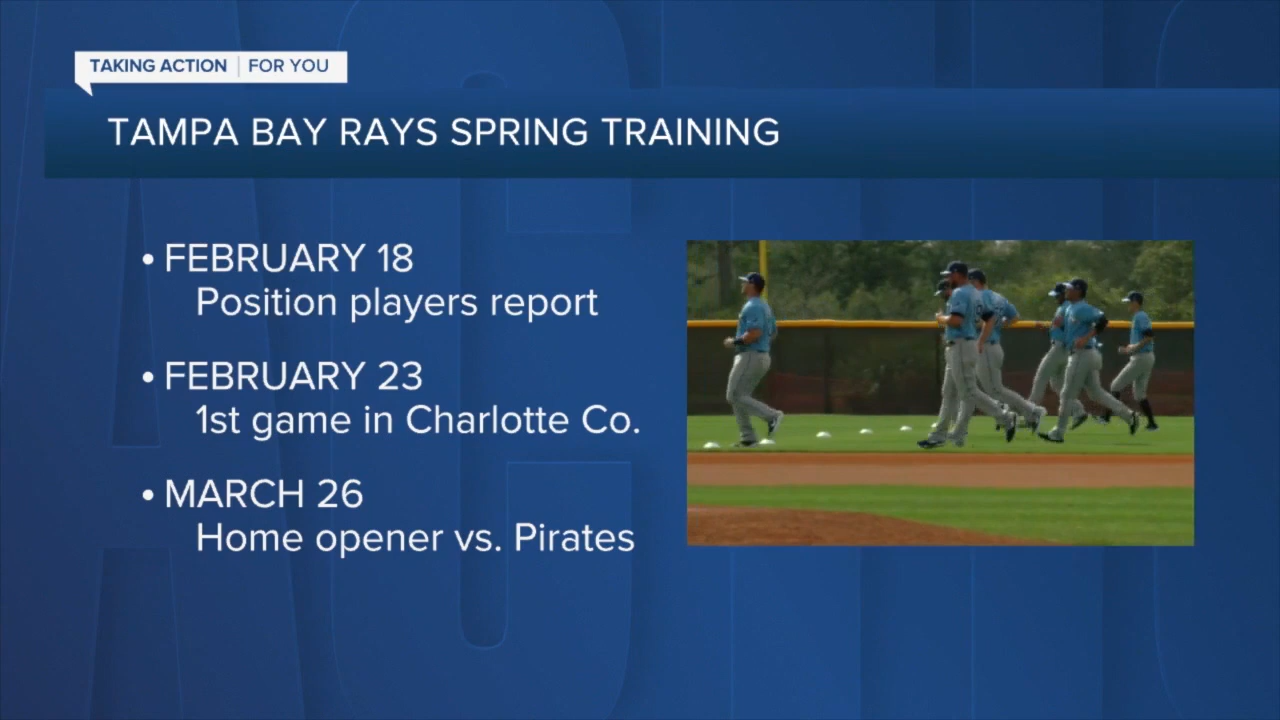 TAKING ACTION | FOR YOU
TAMPA BAY RAYS SPRING TRAINING
• FEBRUARY 18
Position players report
• FEBRUARY 23
1st game in Charlotte Co.
• MARCH 26
Home opener vs. Pirates